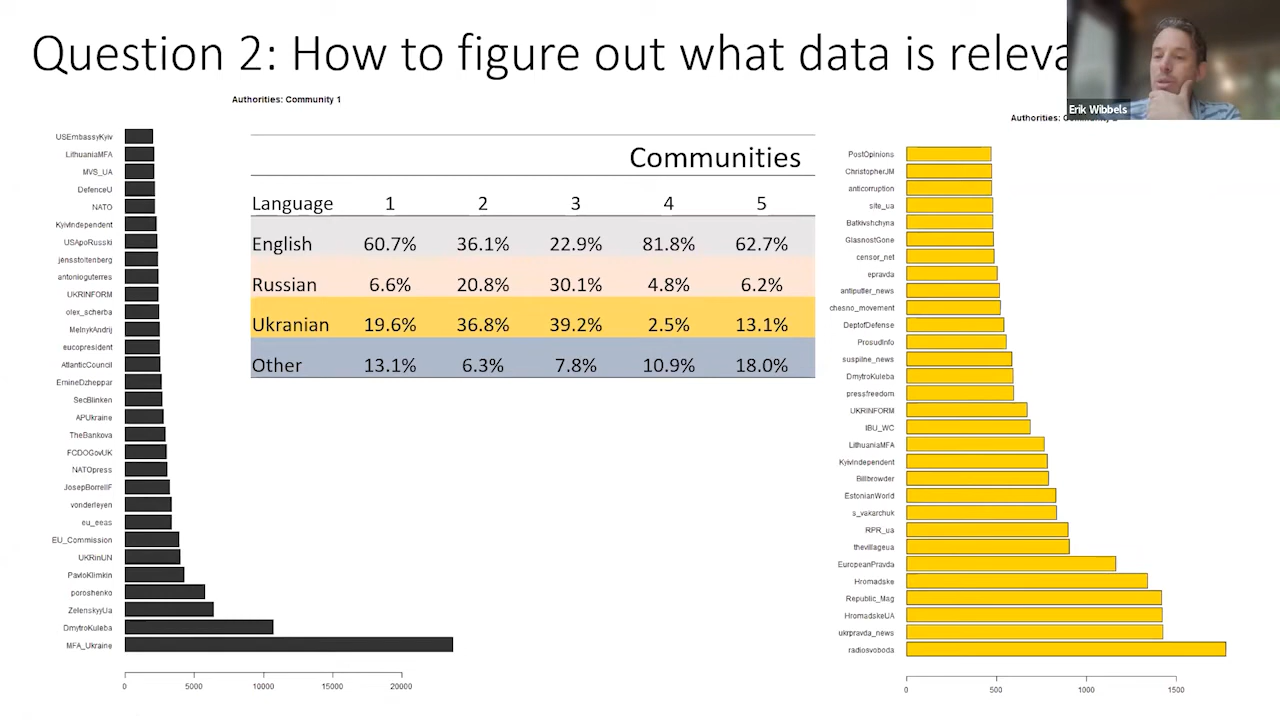 Question 2: How to figure out what data is releva
Erik Wibbels
Authorities: Community 1
USEmbassyKyiv
LithuaniaMFA
MVS_UA
DefenceU
NATO
KyivIndependent
USApoRusski
jensstoltenberg
antonioguterres
UKRINFORM
olex_scherba
MelnykAndrij
eucopresident
AtlanticCouncil
EmineDzheppar
SecBlinken
APUkraine
TheBankova
FCDOGovUK
NATOpress
JosepBorrellF
vonderleyen
eu_eeas
EU_Commission
UKRinUN
PavloKlimkin
poroshenko
ZelenskyyUa
DmytroKuleba
MFA_Ukraine
0 5000 10000 15000 20000
Communities
Language 1 2 3 4 5
English 60.7% 36.1% 22.9% 81.8% 62.7%
Russian 6.6% 20.8% 30.1% 4.8% 6.2%
Ukranian 19.6% 36.8% 39.2% 2.5% 13.1%
Other 13.1% 6.3% 7.8% 10.9% 18.0%
Authorities:
PostOpinions
ChristopherJM
anticorruption
site_ua
Batkivshchyna
GlasnostGone
censor_net
epravda
antiputler_news
chesno_movement
DeptofDefense
ProsudInfo
suspilne_news
DmytroKuleba
pressfreedom
UKRINFORM
IBU_WC
LithuaniaMFA
KyivIndependent
Billbrowder
EstonianWorld
s_vakarchuk
RPR_ua
thevillageua
EuropeanPravda
Hromadske
Republic_Mag
HromadskeUA
ukrpravda_news
radiosvoboda
0 500 1000 1500